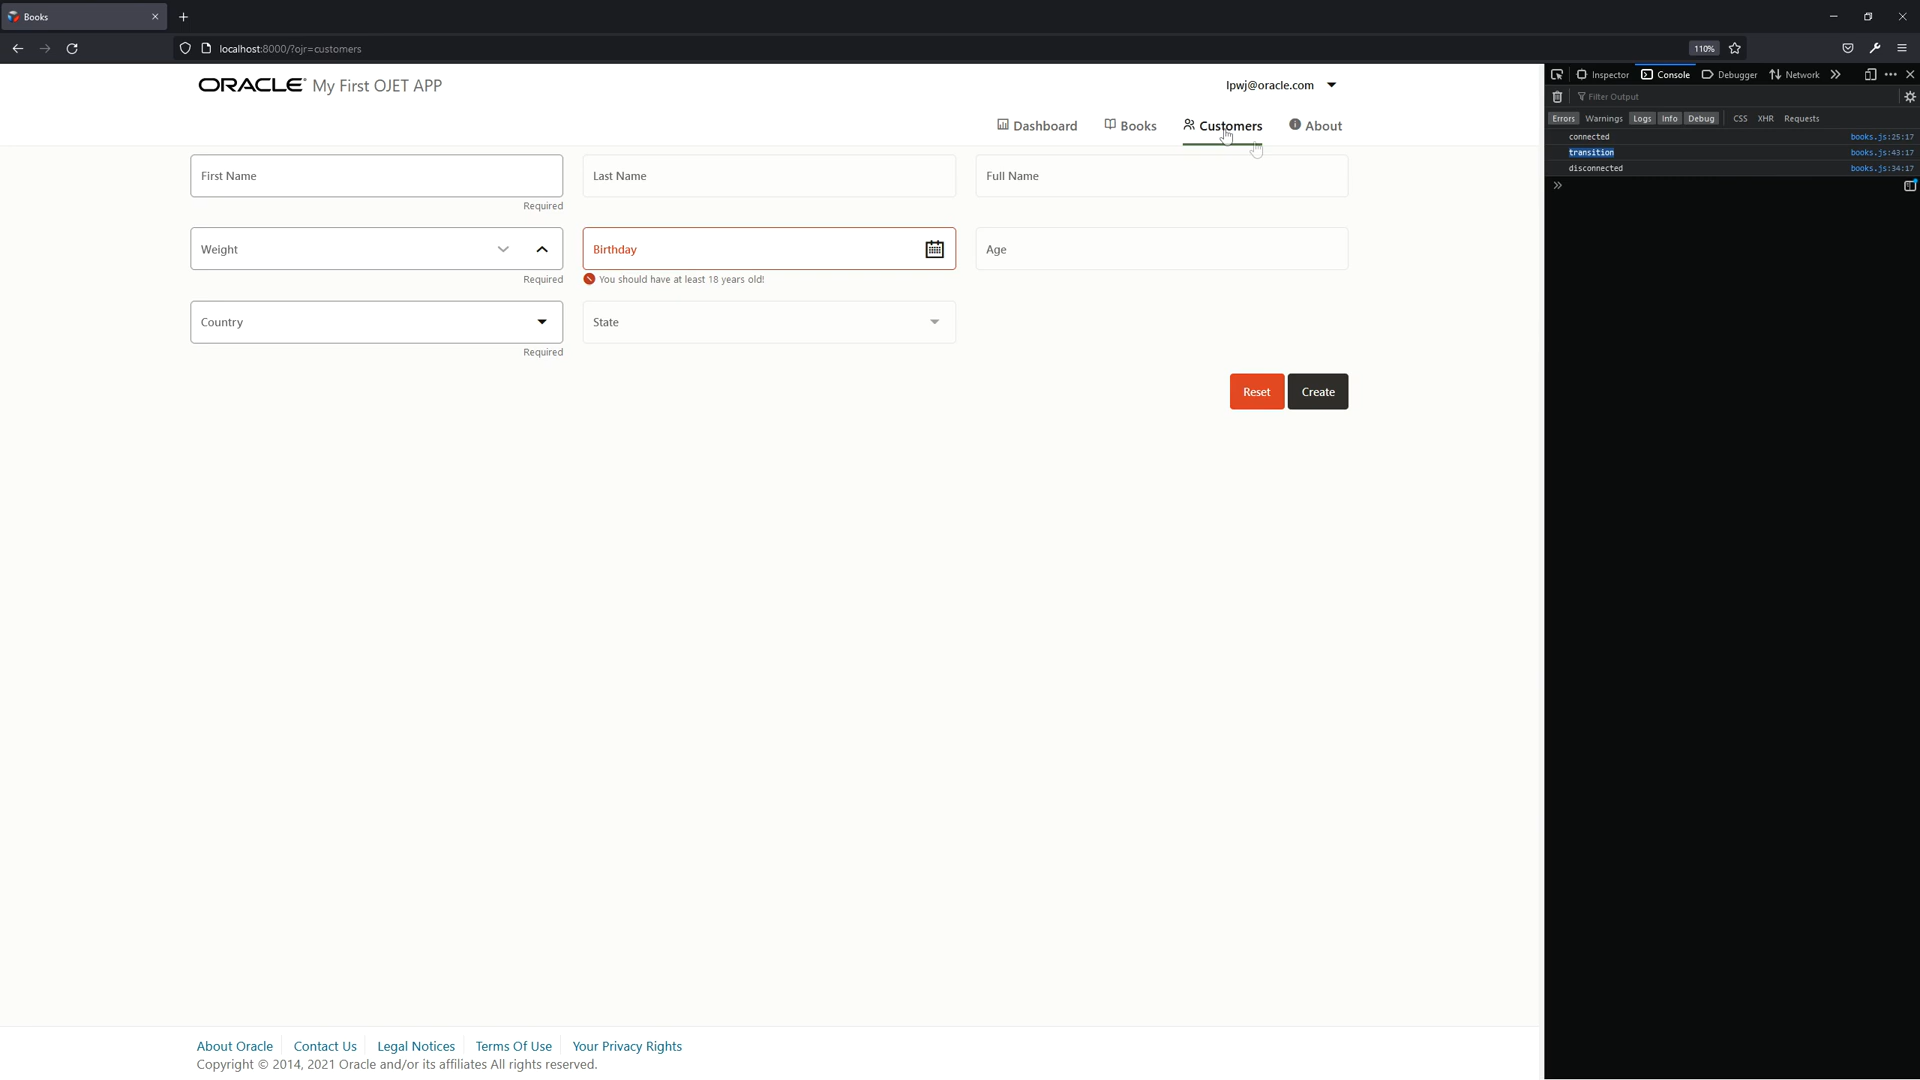 Books
localhost:8000/?ojr=customers
110%
ORACLE® My First OJET APP
lpwj@oracle.com
Dashboard Books Customers About
First Name
Last Name
Full Name
Required
Weight
Birthday
Age
Required
You should have at least 18 years old!
Country
State
Required
Reset
Create
About Oracle Contact Us Legal Notices Terms Of Use Your Privacy Rights
Copyright © 2014, 2021 Oracle and/or its affiliates All rights reserved.
Inspector Console Debugger Network
Filter Output
Errors Warnings Logs Info Debug CSS XHR Requests
connected books.js:25:17
transition books.js:43:17
disconnected books.js:34:17